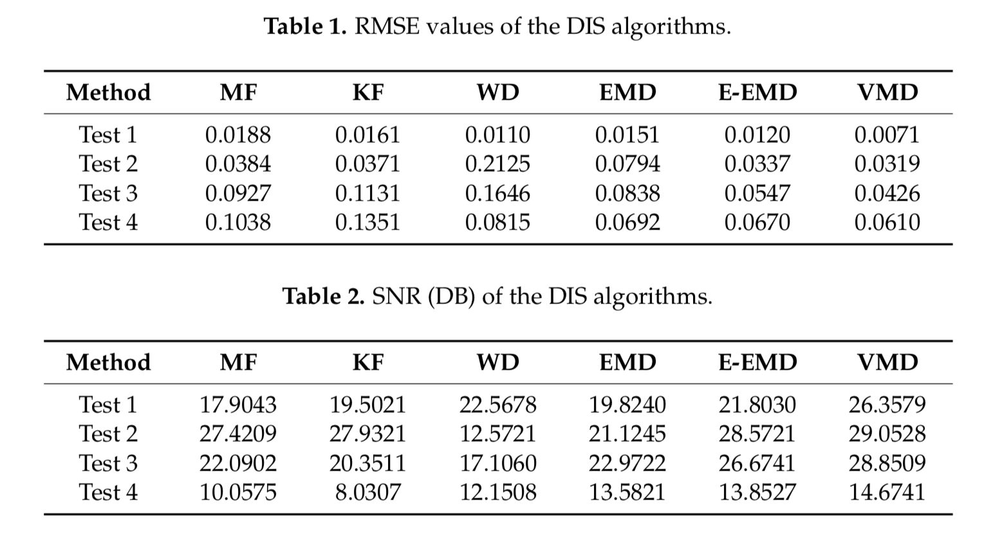 Table 1. RMSE values of the DIS algorithms.
Method MF KF WD EMD E-EMD VMD
Test 1 0.0188 0.0161 0.0110 0.0151 0.0120 0.0071
Test 2 0.0384 0.0371 0.2125 0.0794 0.0337 0.0319
Test 3 0.0927 0.1131 0.1646 0.0838 0.0547 0.0426
Test 4 0.1038 0.1351 0.0815 0.0692 0.0670 0.0610
Table 2. SNR (DB) of the DIS algorithms.
Method MF KF WD EMD E-EMD VMD
Test 1 17.9043 19.5021 22.5678 19.8240 21.8030 26.3579
Test 2 27.4209 27.9321 12.5721 21.1245 28.5721 29.0528
Test 3 22.0902 20.3511 17.1060 22.9722 26.6741 28.8509
Test 4 10.0575 8.0307 12.1508 13.5821 13.8527 14.6741